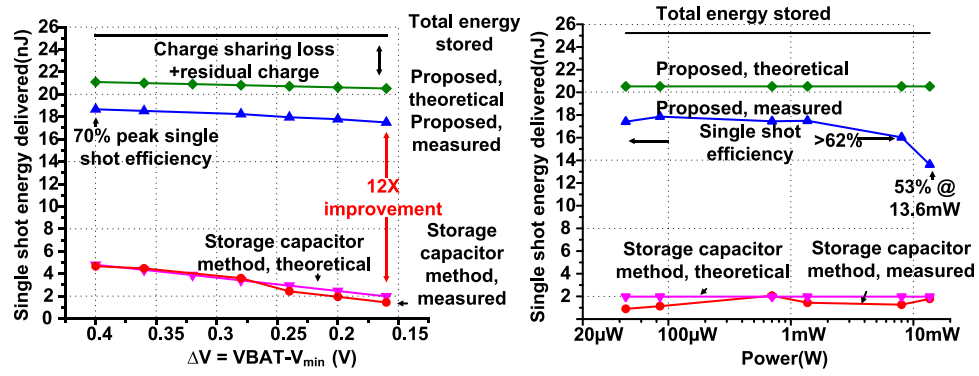 Single shot energy delivered(nJ)
26
24
22
20
18
16
14
12
10
8
6
4
2
0
Total energy
stored
Charge sharing loss
+residual charge
Proposed,
theoretical
Proposed,
measured
70% peak single
shot efficiency
12X
improvement
Storage capacitor
method, theoretical
Storage
capacitor
method,
measured
0.4
0.35
0.3
0.25
0.2
0.15
ΔV = VBAT-Vmin (V)
Single shot energy delivered(nJ)
26
24
22
20
18
16
14
12
10
8
6
4
2
Total energy stored
Proposed, theoretical
Proposed, measured
Single shot
efficiency
>62%
53% @
13.6mW
Storage capacitor
method, theoretical
Storage capacitor
method, measured
20µW
100µW
1mW
10mW
Power(W)